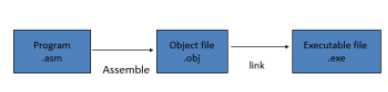 Program
.asm
Assemble
Object file
.obj
link
Executable file
.exe